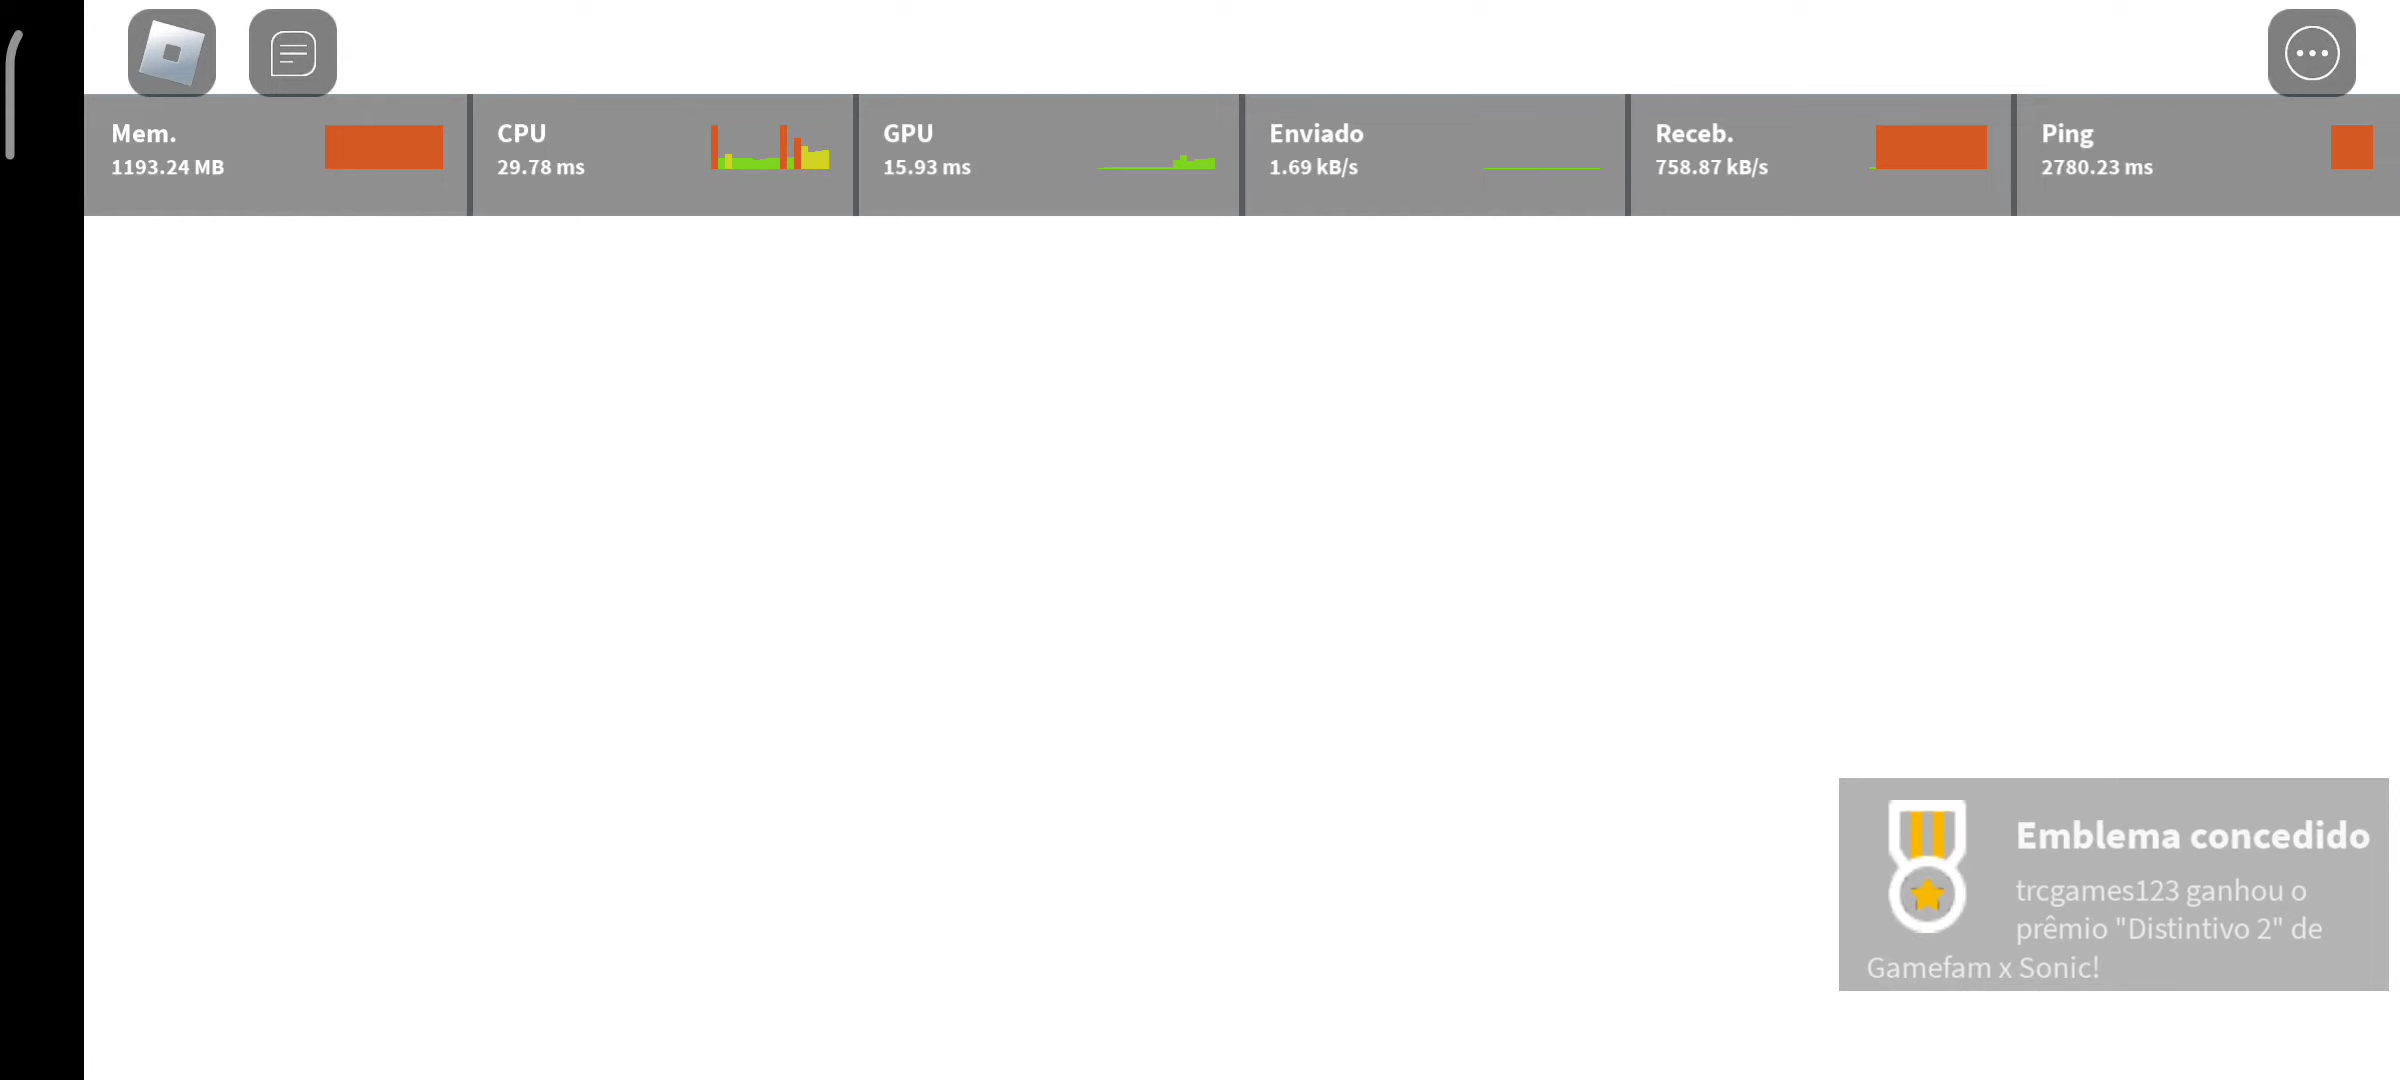 Mem.
1193.24 MB
CPU
29.78 ms
GPU
15.93 ms
Enviado
1.69 kB/s
Receb.
758.87 kB/s
Ping
2780.23 ms
Emblema concedido
trcgames123 ganhou o
prêmio "Distintivo 2" de
Gamefam x Sonic!